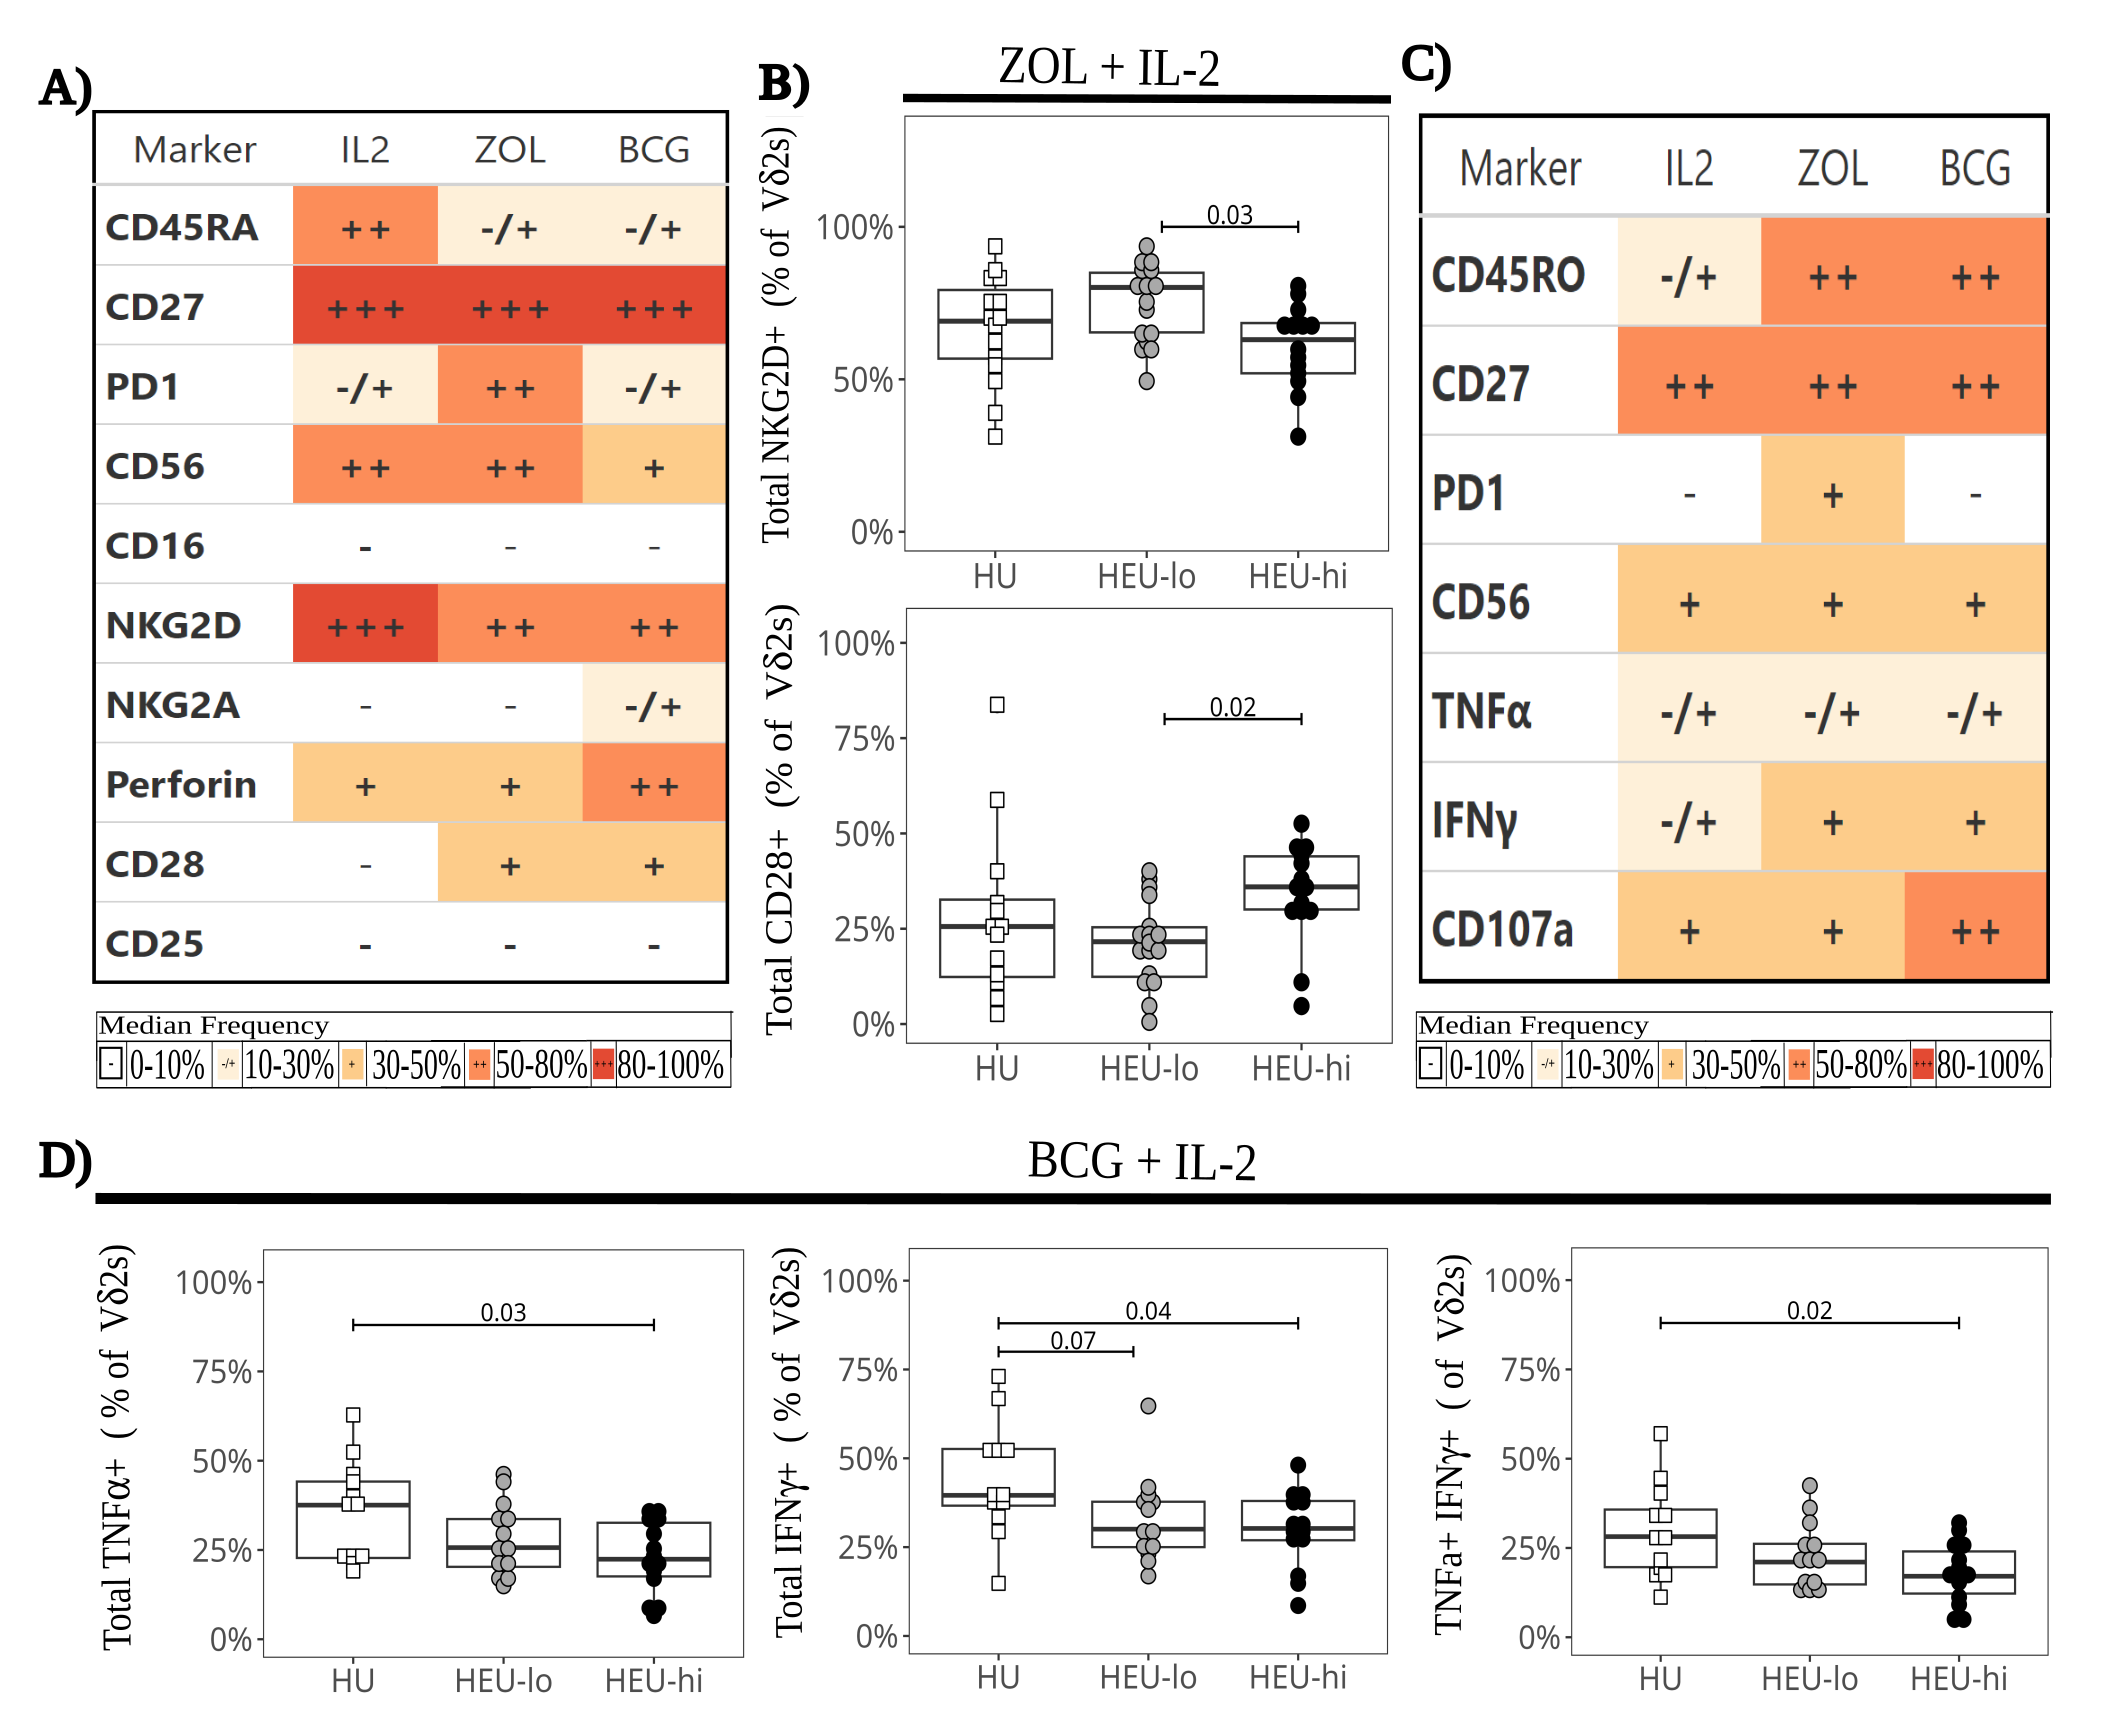 A)
Marker IL2 ZOL BCG
CD45RA ++ -/+ -/+
CD27 +++ +++ +++
PD1 -/+ ++ -/+
CD56 ++ ++ +
CD16 - - -
NKG2D +++ ++ ++
NKG2A - - -/+
Perforin + + ++
CD28 - + +
CD25 - - -
Median Frequency
- 0-10% -/+ 10-30% + 30-50% ++ 50-80% +++ 80-100%
B)
ZOL + IL-2
Total NKG2D+ (% of Vδ2s)
100%
50%
0%
0.03
HU HEU-lo HEU-hi
Total CD28+ (% of Vδ2s)
100%
75%
50%
25%
0%
0.02
HU HEU-lo HEU-hi
C)
Marker IL2 ZOL BCG
CD45RO -/+ ++ ++
CD27 ++ ++ ++
PD1 - + -
CD56 + + +
TNFα -/+ -/+ -/+
IFNγ -/+ + +
CD107a + + ++
Median Frequency
- 0-10% -/+ 10-30% + 30-50% ++ 50-80% +++ 80-100%
D)
BCG + IL-2
Total TNFα+ ( % of Vδ2s)
100%
75%
50%
25%
0%
0.03
HU HEU-lo HEU-hi
Total IFNγ+ ( % of Vδ2s)
100%
75%
50%
25%
0%
0.04
0.07
HU HEU-lo HEU-hi
TNFa+ IFNγ+ ( of Vδ2s)
100%
75%
50%
25%
0%
0.02
HU HEU-lo HEU-hi